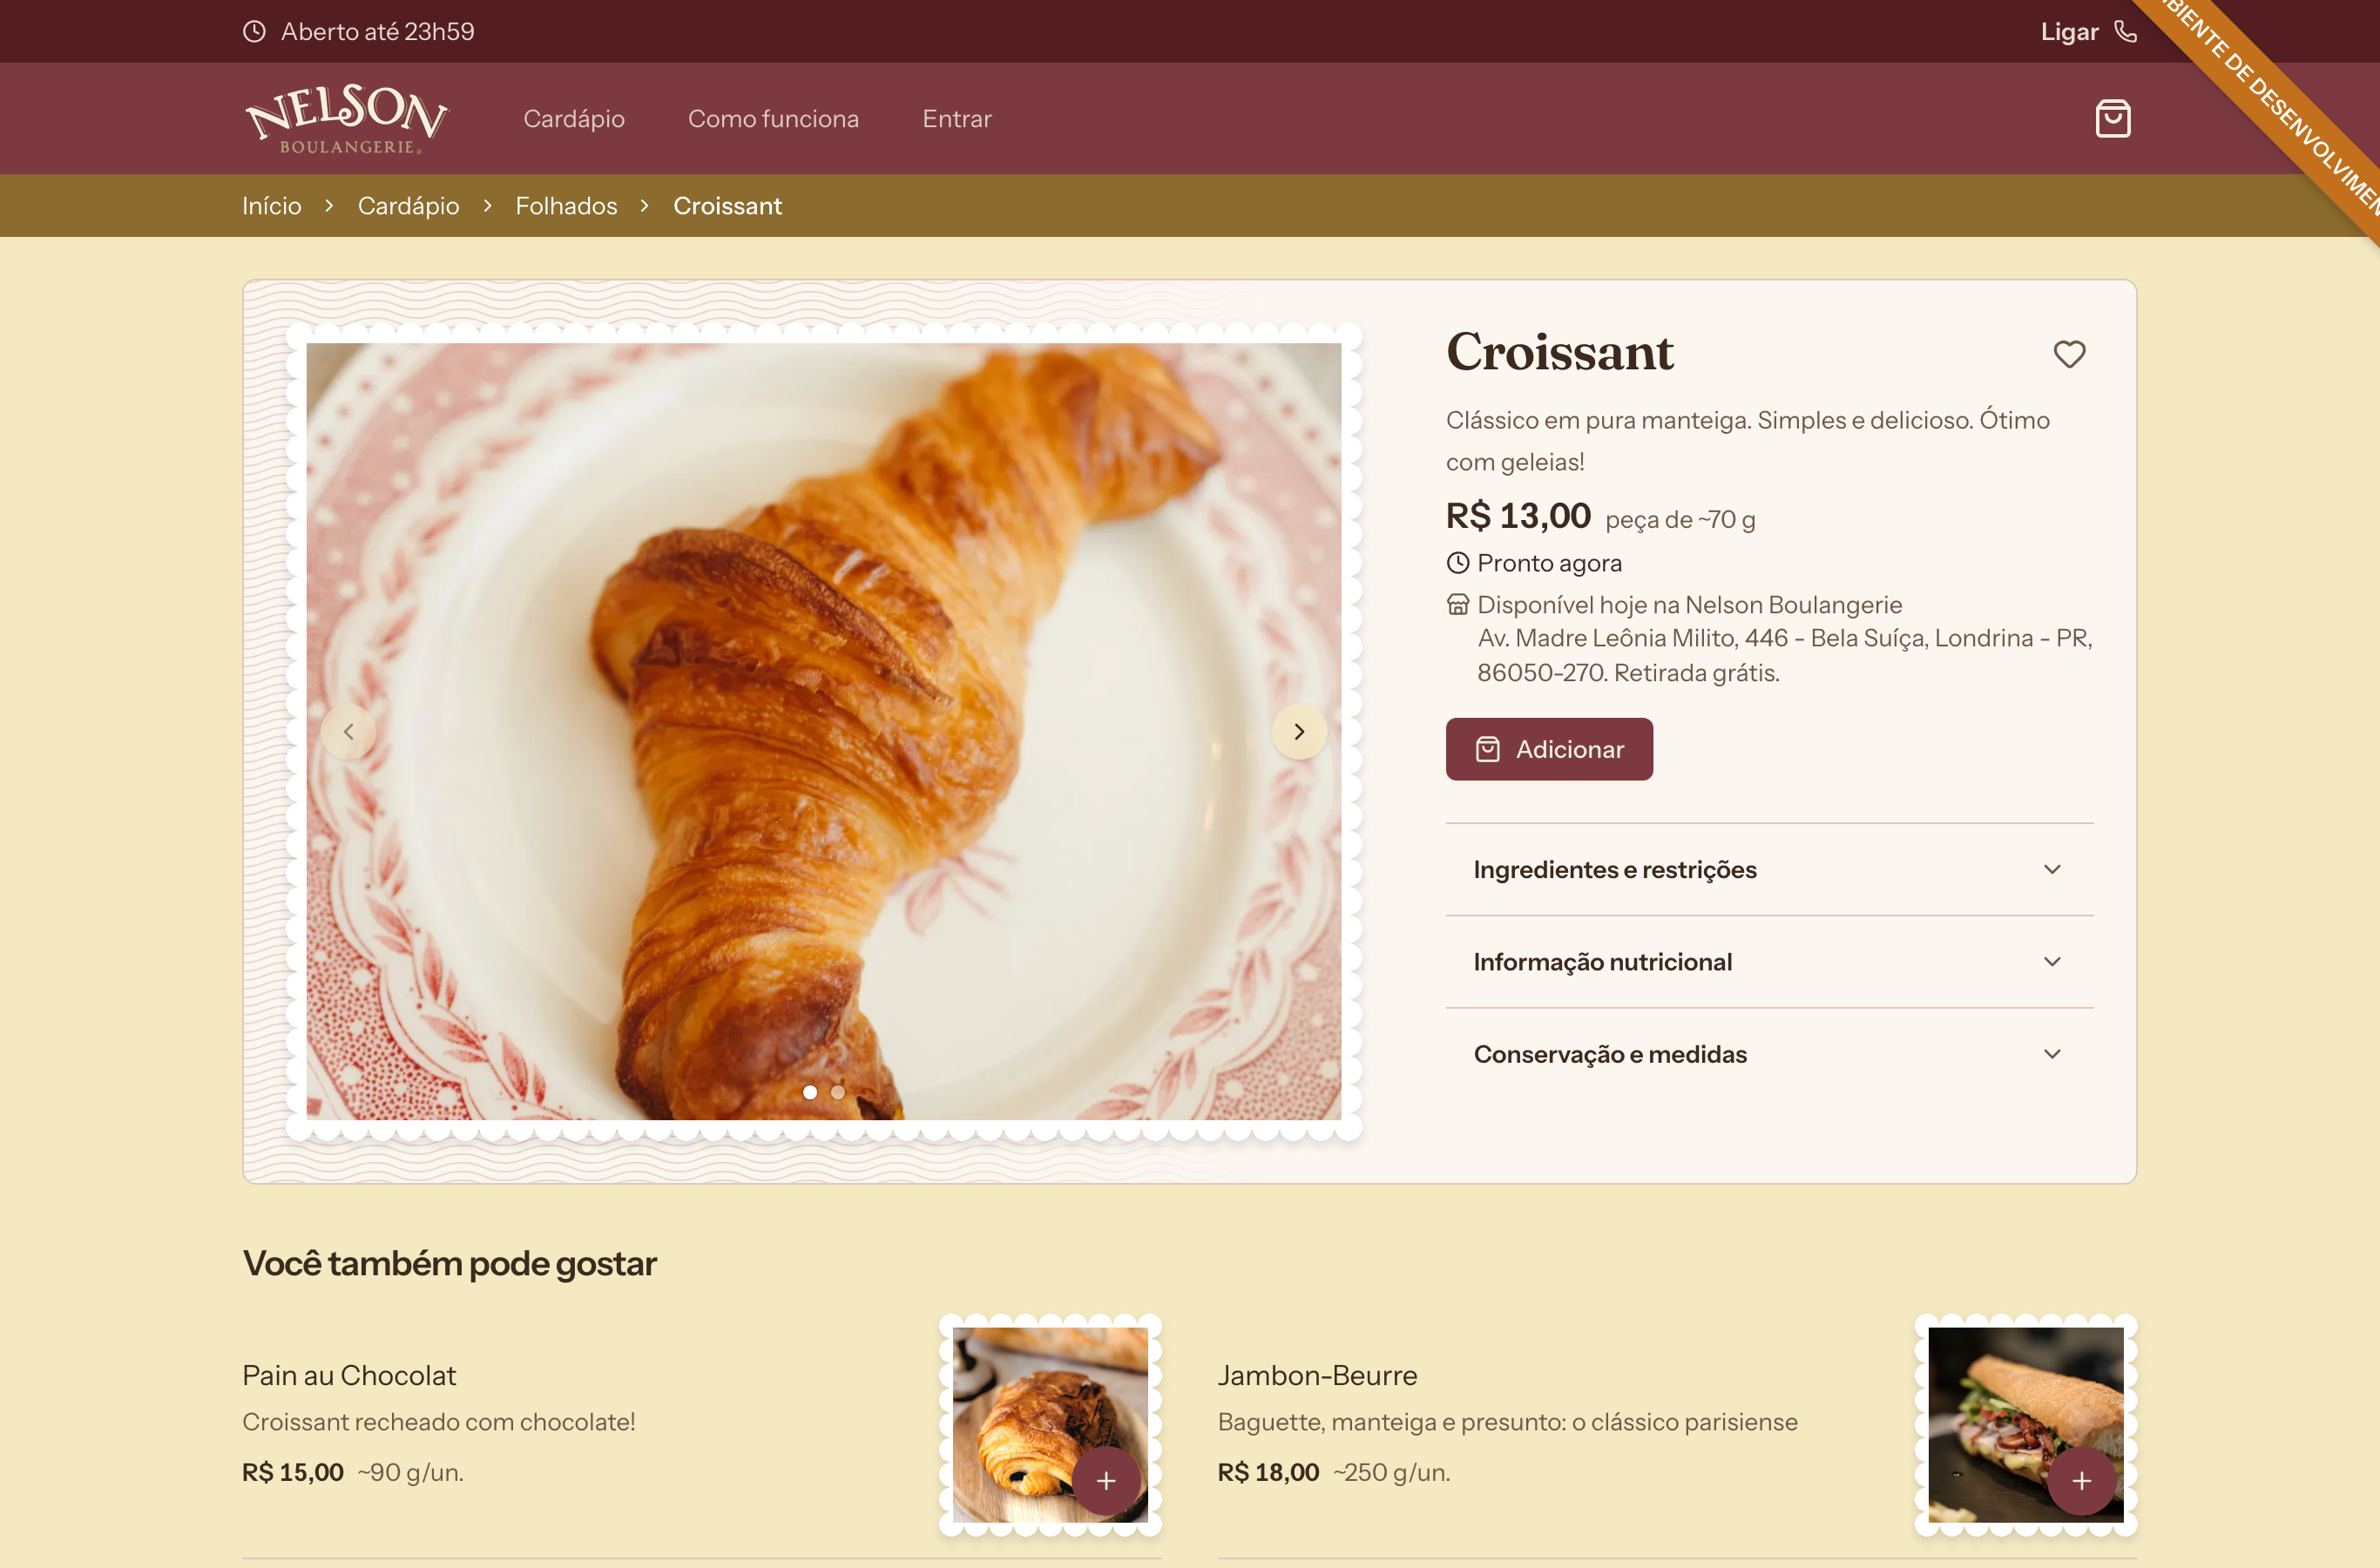 Aberto até 23h59
Ligar
NELSON
BOULANGERIE
Cardápio
Como funciona
Entrar
DE DESENVOLVIMEN
Início
Cardápio
Folhados
Croissant
Croissant
Clássico em pura manteiga. Simples e delicioso. Ótimo
com geleias!
R$ 13,00 peça de ~70 g
Pronto agora
Disponível hoje na Nelson Boulangerie
Av. Madre Leônia Milito, 446 - Bela Suíça, Londrina - PR,
86050-270. Retirada grátis.
Adicionar
Ingredientes e restrições
Informação nutricional
Conservação e medidas
Você também pode gostar
Pain au Chocolat
Croissant recheado com chocolate!
R$ 15,00 ~90 g/un.
Jambon-Beurre
Baguette, manteiga e presunto: o clássico parisiense
R$ 18,00 ~250 g/un.